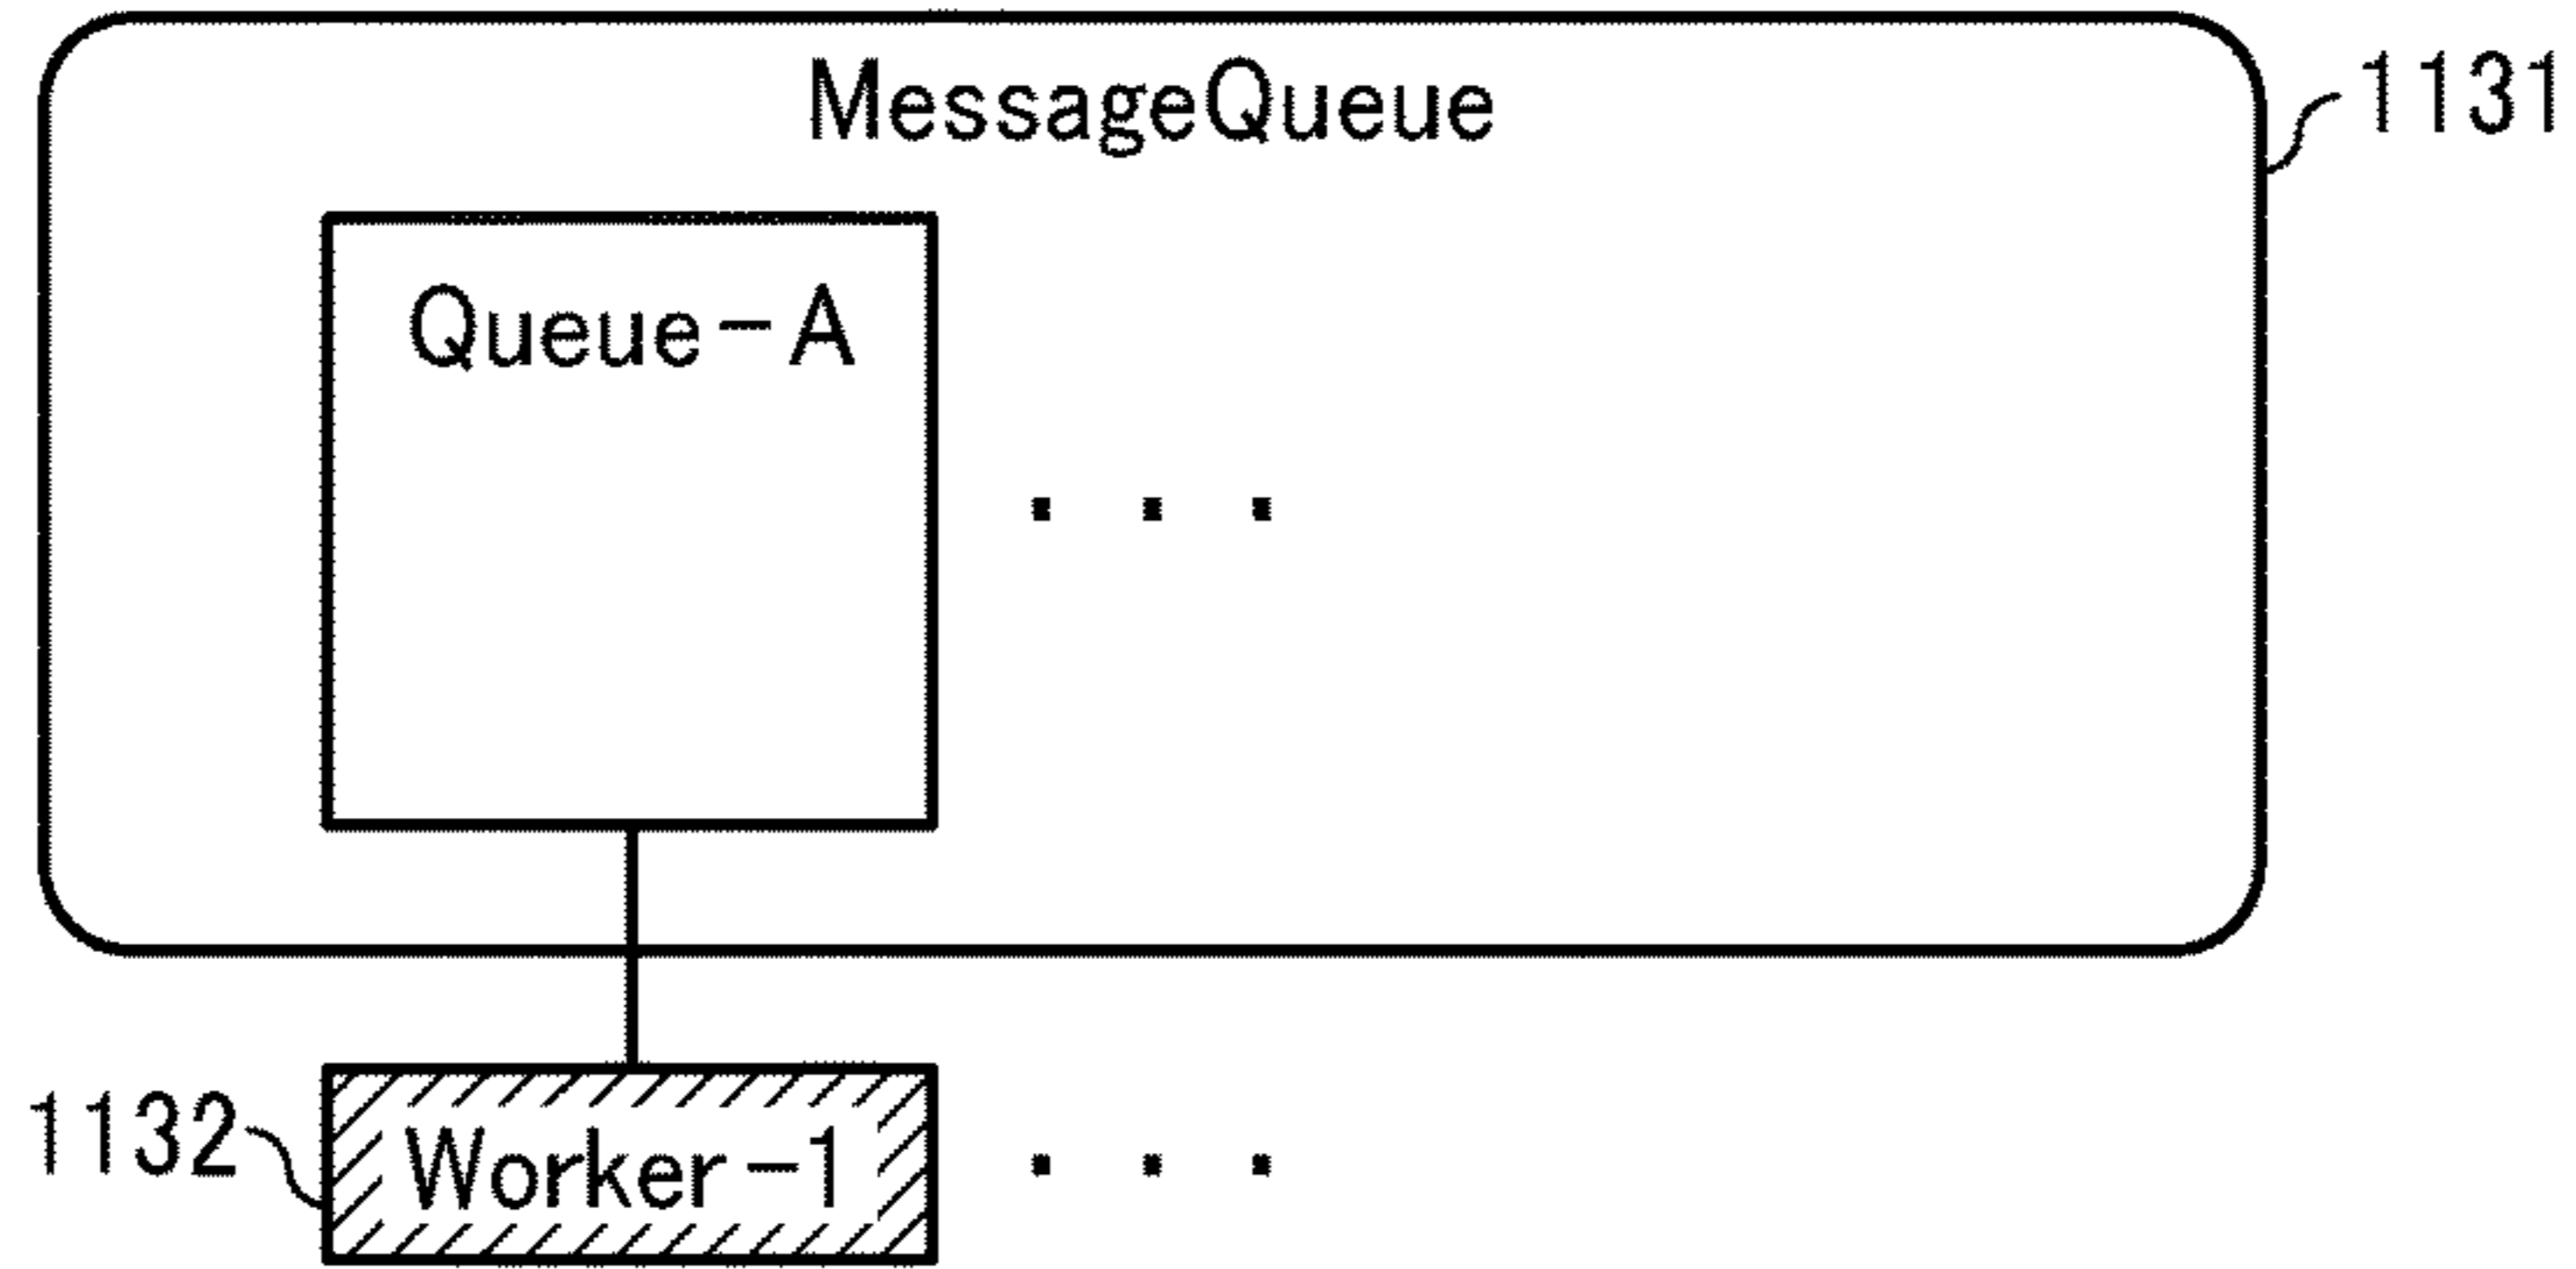 MessageQueue
1131
Queue-A
. . .
1132
Worker-1
. . .